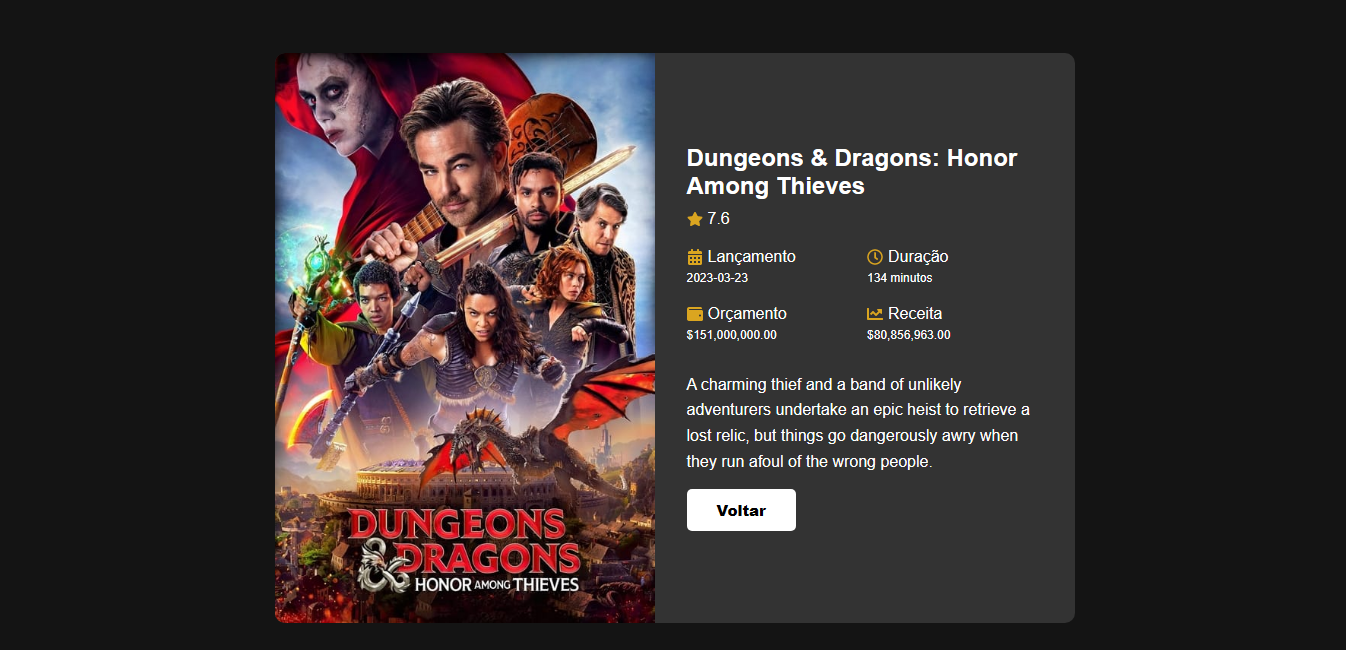 DUNGEONS
& DRAGONS
HONOR AMONG THIEVES
Dungeons & Dragons: Honor
Among Thieves
7.6
Lançamento
2023-03-23
Duração
134 minutos
Orçamento
$151,000,000.00
Receita
$80,856,963.00
A charming thief and a band of unlikely
adventurers undertake an epic heist to retrieve a
lost relic, but things go dangerously awry when
they run afoul of the wrong people.
Voltar